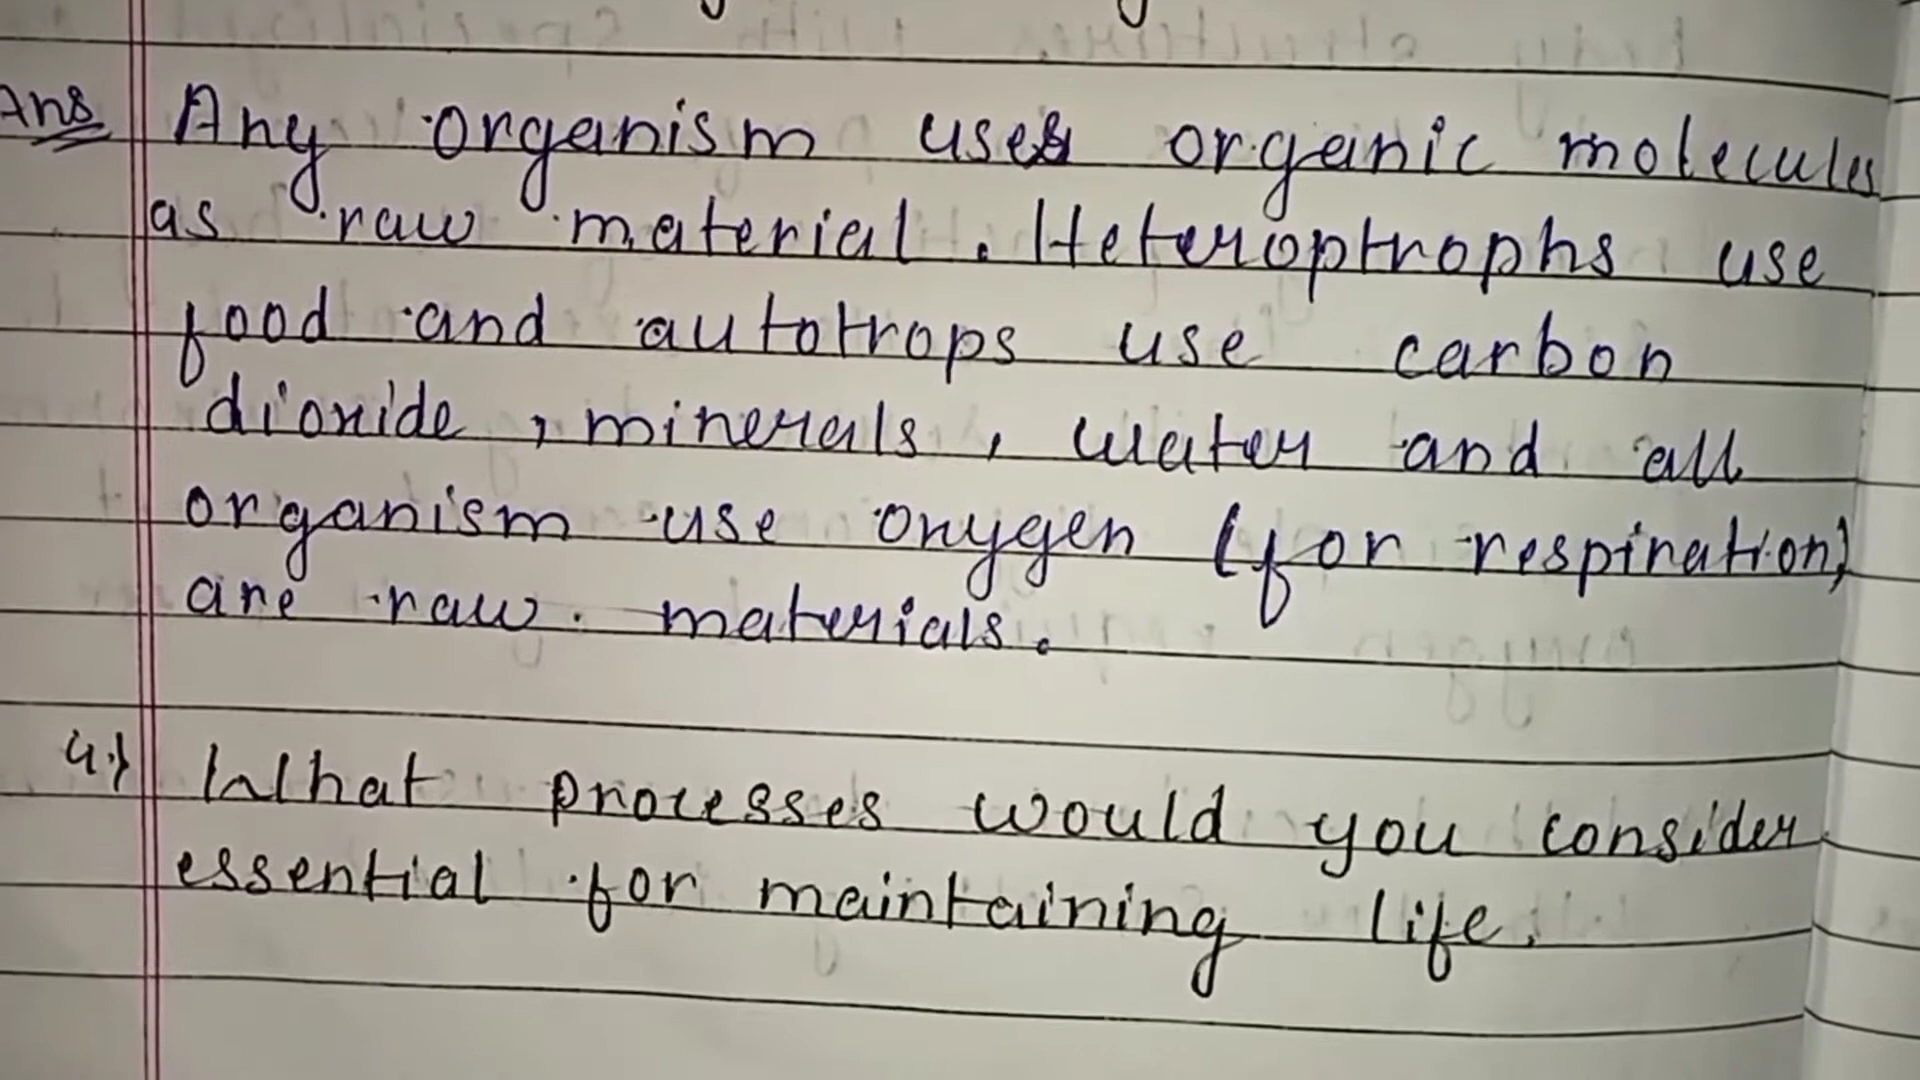 Ans Any organism uses organic molecules
as raw material. Heteroptrophs use
food and autotrops use carbon
dioxide, minerals, water and all
organism use oxygen (for respiration)
are raw materials.
4.) What processes would you consider
essential for maintaining life.